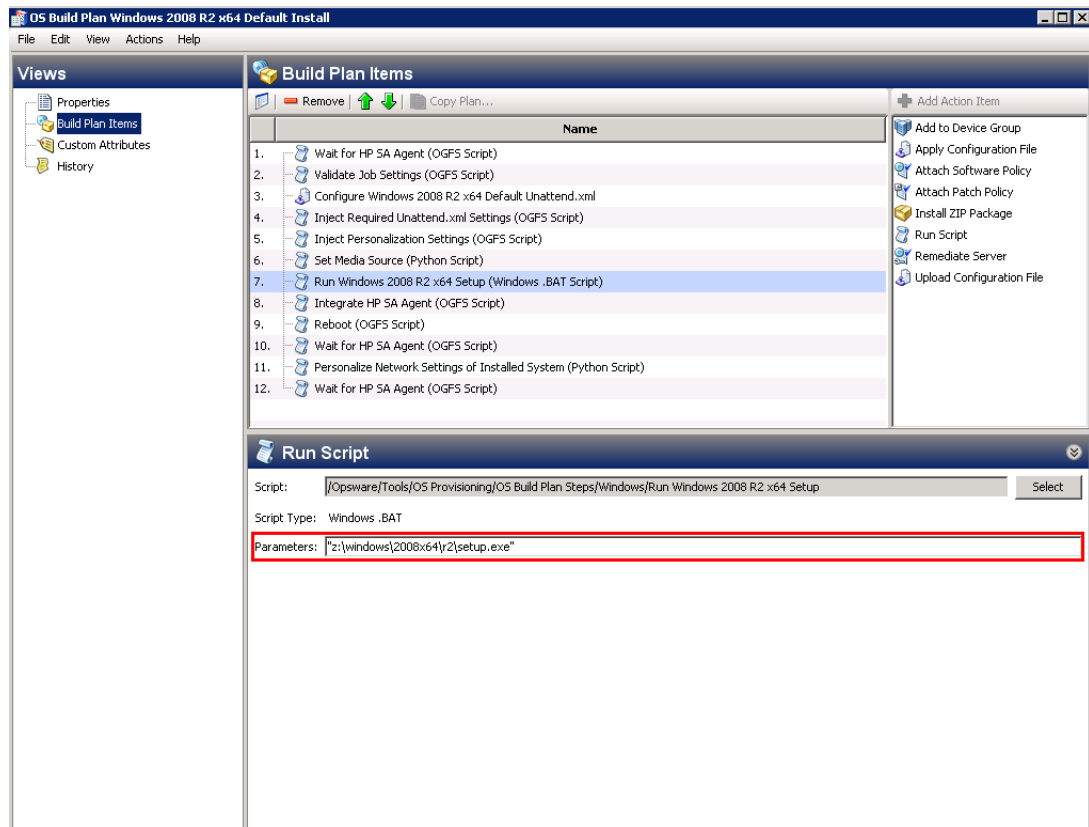 OS Build Plan Windows 2008 R2 x64 Default Install
File Edit View Actions Help
Views
Properties
Build Plan Items
Custom Attributes
History
Build Plan Items
Remove Copy Plan... Add Action Item
Name
1. Wait for HP SA Agent (OGFS Script)
2. Validate Job Settings (OGFS Script)
3. Configure Windows 2008 R2 x64 Default Unattend.xml
4. Inject Required Unattend.xml Settings (OGFS Script)
5. Inject Personalization Settings (OGFS Script)
6. Set Media Source (Python Script)
7. Run Windows 2008 R2 x64 Setup (Windows .BAT Script)
8. Integrate HP SA Agent (OGFS Script)
9. Reboot (OGFS Script)
10. Wait for HP SA Agent (OGFS Script)
11. Personalize Network Settings of Installed System (Python Script)
12. Wait for HP SA Agent (OGFS Script)
Add to Device Group
Apply Configuration File
Attach Software Policy
Attach Patch Policy
Install ZIP Package
Run Script
Remediate Server
Upload Configuration File
Run Script
Script: /Opsware/Tools/OS Provisioning/OS Build Plan Steps/Windows/Run Windows 2008 R2 x64 Setup Select
Script Type: Windows .BAT
Parameters: "z:\windows\2008x64\r2\setup.exe"